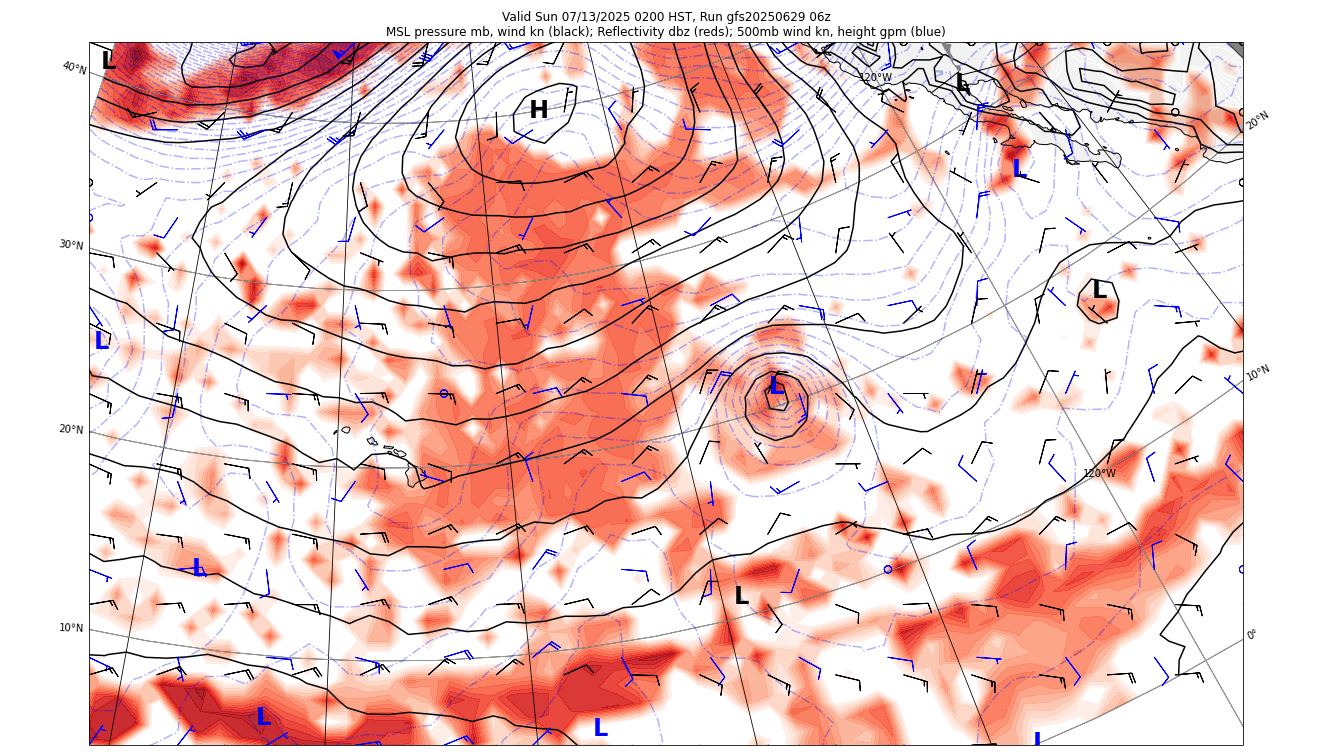 Valid Sun 07/13/2025 0200 HST, Run gfs20250629 06z
MSL pressure mb, wind kn (black); Reflectivity dbz (reds); 500mb wind kn, height gpm (blue)
L
L
40°N
120°W
H
20°N
L
30°N
L
L
L
10°N
20°N
120°W
L
L
10°N
0°
L
L
L